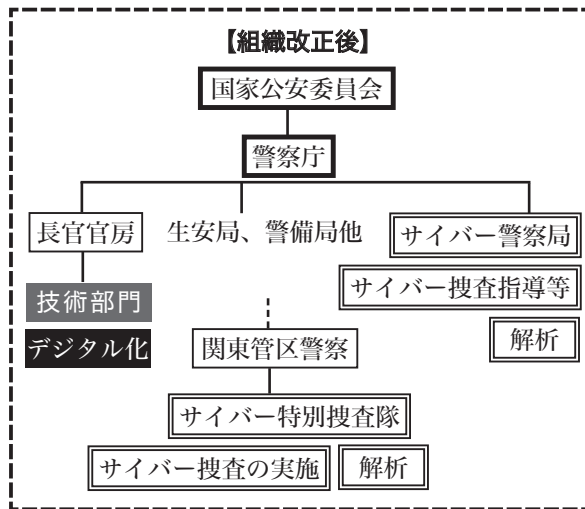 【組織改正後】
国家公安委員会
警察庁
長官官房
生安局、警備局他
サイバー警察局
技術部門
サイバー捜査指導等
デジタル化
関東管区警察
解析
サイバー特別捜査隊
サイバー捜査の実施
解析